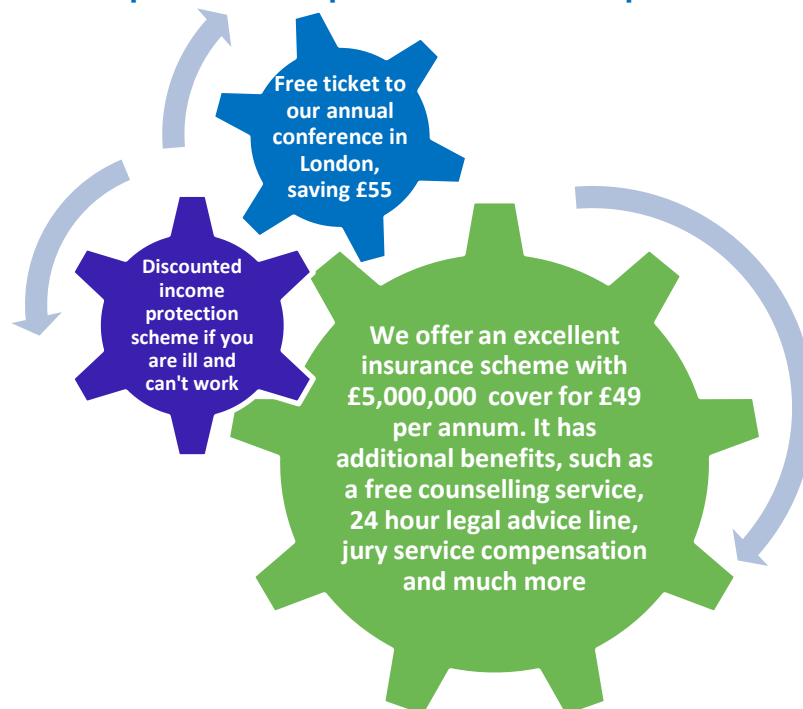 Free ticket to
our annual
conference in
London,
saving £55
Discounted
income
protection
scheme if you
are ill and
can't work
We offer an excellent
insurance scheme with
£5,000,000 cover for £49
per annum. It has
additional benefits, such as
a free counselling service,
24 hour legal advice line,
jury service compensation
and much more